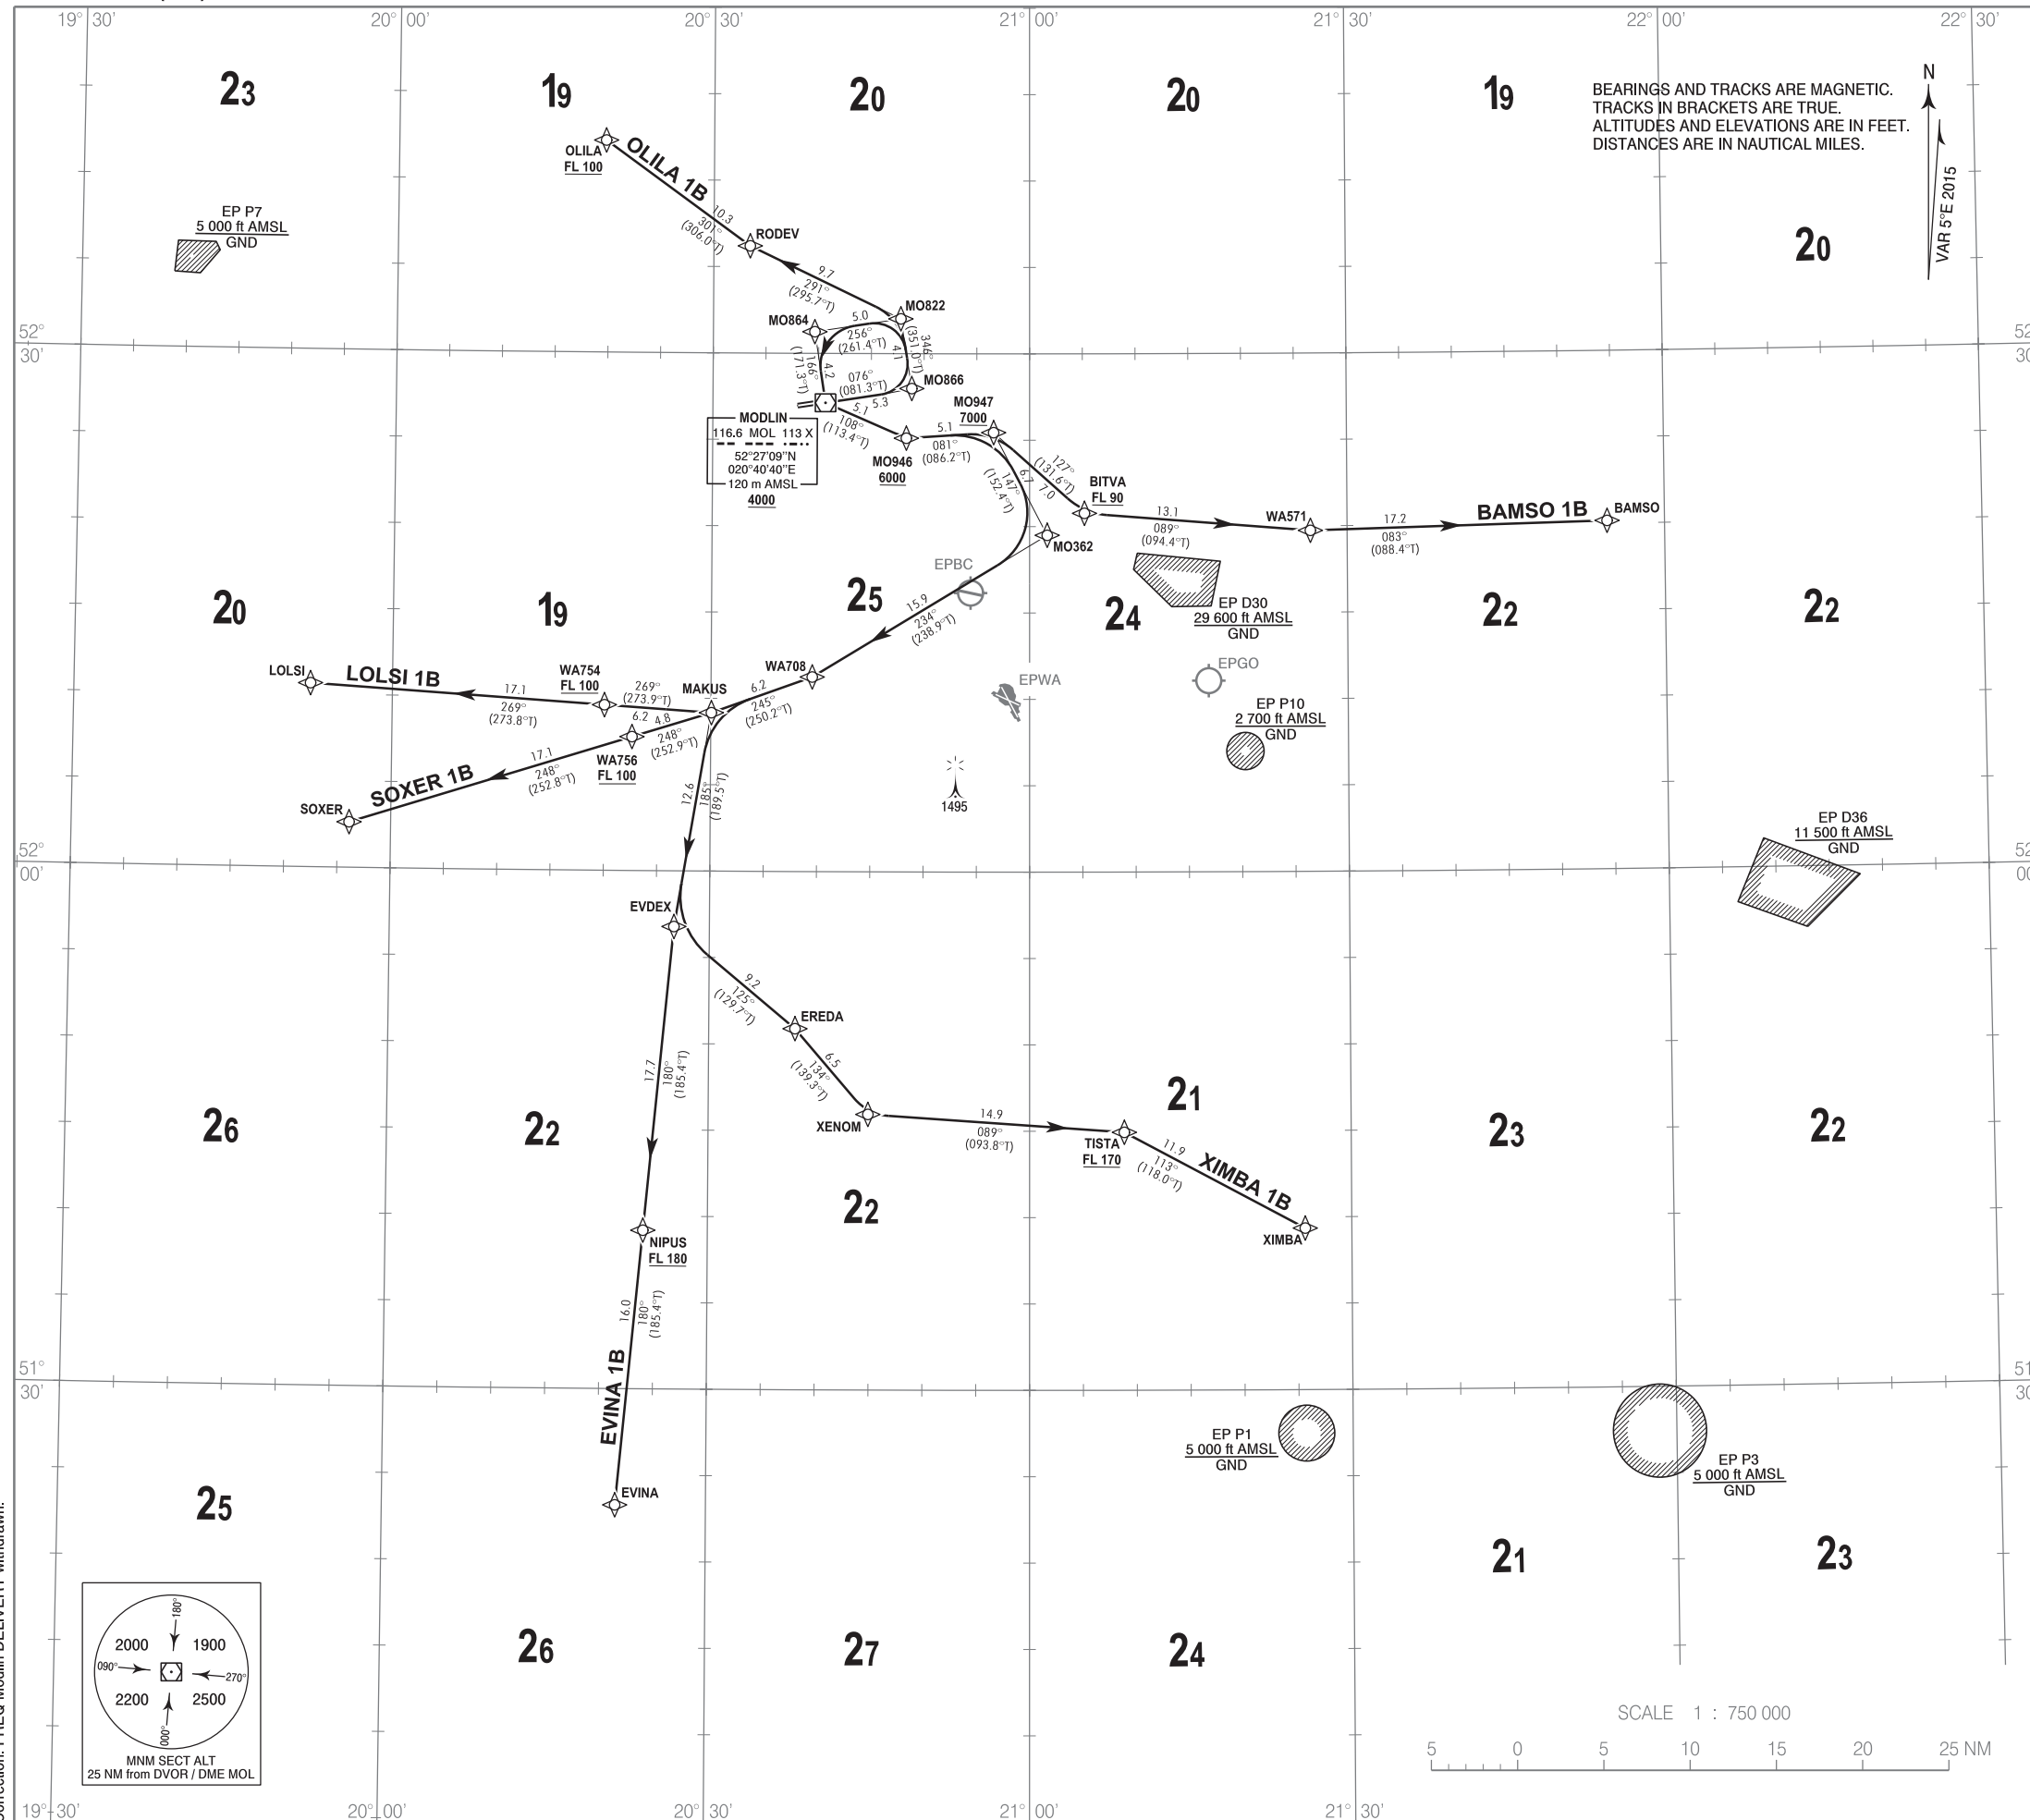 19° 30'
20° 00'
20° 30'
21° 00'
21° 30'
22° 00'
22° 30'
23
19
20
20
19
BEARINGS AND TRACKS ARE MAGNETIC.
TRACKS IN BRACKETS ARE TRUE.
ALTITUDES AND ELEVATIONS ARE IN FEET.
DISTANCES ARE IN NAUTICAL MILES.
N
VAR 5°E 2015
20
OLILA
FL 100
OLILA 1B
10.3
301°
(306.0°T)
RODEV
EP P7
5 000 ft AMSL
GND
9.7
291°
(295.7°T)
MO822
MO864
5.0
256°
(261.4°T)
346°
(351.0°T)
4.1
166°
(171.3°T)
4.2
076°
(081.3°T)
5.3
MO866
52°
30'
52
30
MODLIN
116.6 MOL 113 X
52°27'09"N
020°40'40"E
120 m AMSL
4000
5.1
108°
(113.4°T)
MO946
6000
5.1
081°
(086.2°T)
MO947
7000
127°
(131.6°T)
7.0
6.7
147°
(152.4°T)
BITVA
FL 90
MO362
13.1
089°
(094.4°T)
WA571
17.2
083°
(088.4°T)
BAMSO 1B
BAMSO
EPBC
20
19
25
24
22
22
EP D30
29 600 ft AMSL
GND
15.9
234°
(238.9°T)
EPGO
EPWA
EP P10
2 700 ft AMSL
GND
1495
LOLSI
LOLSI 1B
17.1
269°
(273.8°T)
WA754
FL 100
269°
(273.9°T)
6.2
MAKUS
WA708
6.2
245°
(250.2°T)
4.8
248°
(252.9°T)
WA756
FL 100
17.1
248°
(252.8°T)
SOXER 1B
SOXER
12.6
185°
(189.5°T)
EP D36
11 500 ft AMSL
GND
52°
00'
52
00
EVDEX
9.2
125°
(129.7°T)
EREDA
6.5
134°
(139.3°T)
XENOM
17.7
180°
(185.4°T)
14.9
089°
(093.8°T)
TISTA
FL 170
11.9
113°
(118.0°T)
XIMBA 1B
XIMBA
26
22
22
21
23
22
NIPUS
FL 180
16.0
180°
(185.4°T)
EVINA 1B
EVINA
51°
30'
51
30
EP P1
5 000 ft AMSL
GND
EP P3
5 000 ft AMSL
GND
25
26
27
24
21
23
180°
2000
1900
090°
270°
2200
2500
000°
MNM SECT ALT
25 NM from DVOR / DME MOL
SCALE 1 : 750 000
5
0
5
10
15
20
25 NM
19° 30'
20° 00'
20° 30'
21° 00'
21° 30'